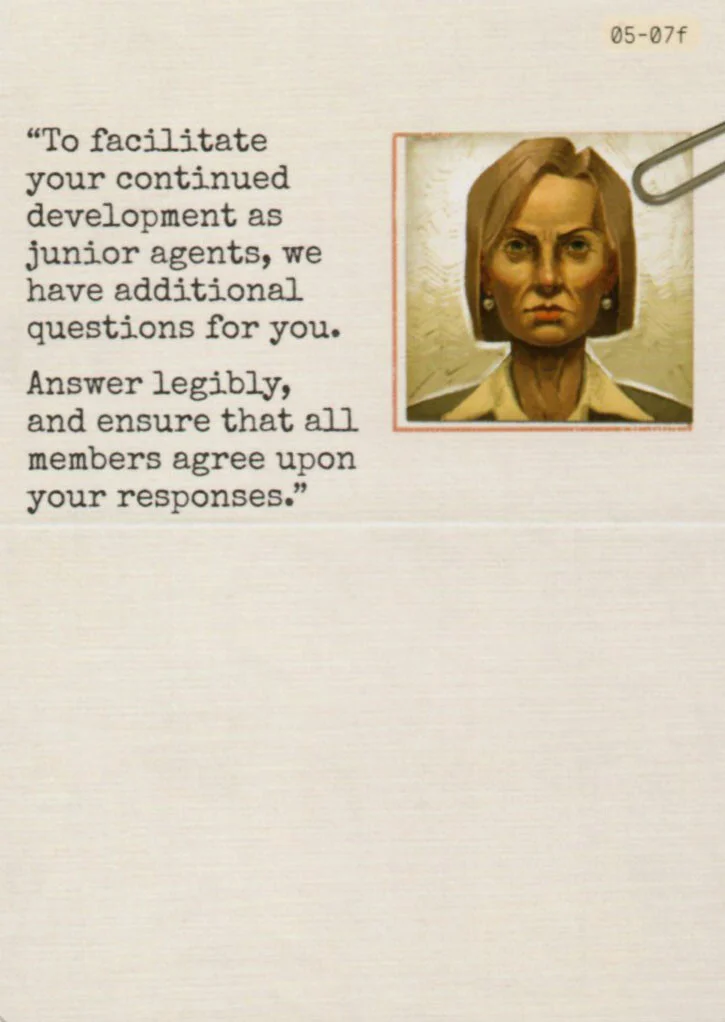 05-07f
“To facilitate
your continued
development as
junior agents, we
have additional
questions for you.
Answer legibly,
and ensure that all
members agree upon
your responses.”